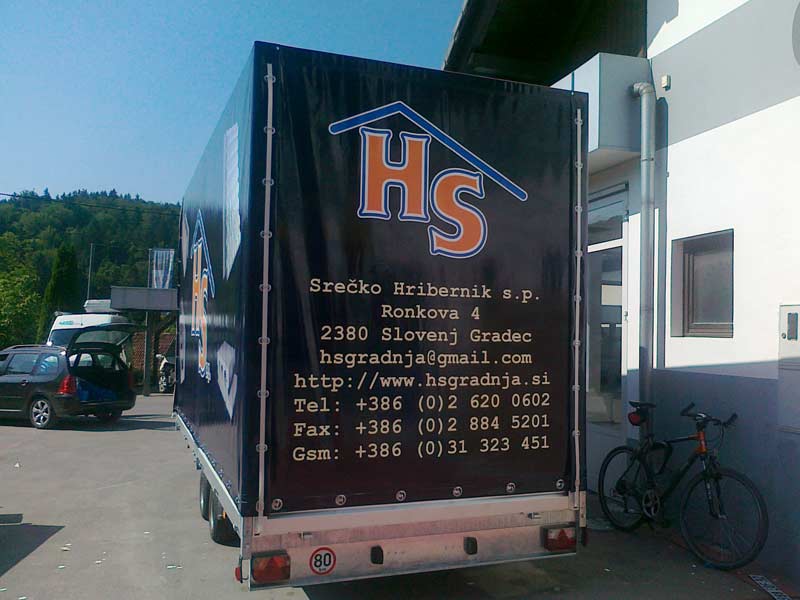 HS
Srečko Hribernik s.p.
Ronkova 4
2380 Slovenj Gradec
hsgradnja@gmail.com
http://www.hsgradnja.si
Tel: +386 (0)2 620 0602
Fax: +386 (0)2 884 5201
Gsm: +386 (0)31 323 451
HS
80